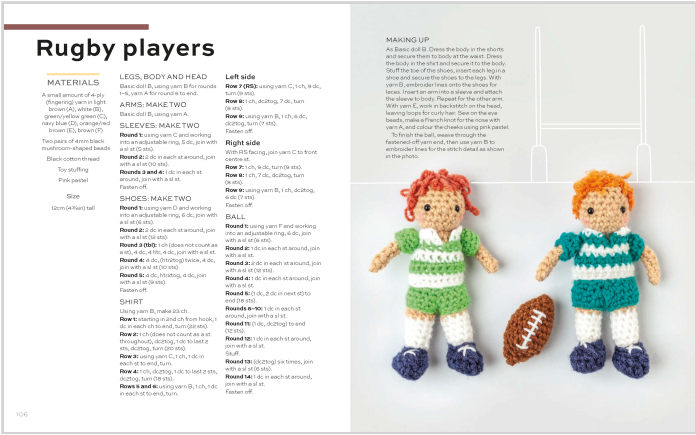 Rugby players
MATERIALS
A small amount of 4-ply
(fingering) yarn in light
brown (A), white (B),
green/yellow green (C),
navy blue (D), orange/red
brown (E), brown (F)
Two pairs of 4mm black
mushroom-shaped beads
Black cotton thread
Toy stuffing
Pink pastel
Size
12cm (4¾in) tall
LEGS, BODY AND HEAD
Basic doll B, using yarn B for rounds
1–5, yarn A for round 6 to end.
ARMS: MAKE TWO
Basic doll B, using yarn A.
SLEEVES: MAKE TWO
Round 1: using yarn C and working
into an adjustable ring, 5 dc, join with
a sl st (5 sts).
Round 2: 2 dc in each st around, join
with a sl st (10 sts).
Rounds 3 and 4: 1 dc in each st
around, join with a sl st.
Fasten off.
SHOES: MAKE TWO
Round 1: using yarn D and working
into an adjustable ring, 6 dc, join with
a sl st (6 sts).
Round 2: 2 dc in each st around, join
with a sl st (12 sts).
Round 3 (tbl): 1 ch (does not count as
a st), 4 dc, 4 htr, 4 dc, join with a sl st.
Round 4: 4 dc, (htr2tog) twice, 4 dc,
join with a sl st (10 sts)
Round 5: 4 dc, htr2tog, 4 dc, join
with a sl st (9 sts).
Fasten off.
SHIRT
Using yarn B, make 23 ch.
Row 1: starting in 2nd ch from hook, 1
dc in each ch to end, turn (22 sts).
Row 2: 1 ch (does not count as a st
throughout), dc2tog, 1 dc to last 2
sts, dc2tog, turn (20 sts).
Row 3: using yarn C, 1 ch, 1 dc in
each st to end, turn.
Row 4: 1 ch, dc2tog, 1 dc to last 2 sts,
dc2tog, turn (18 sts).
Rows 5 and 6: using yarn B, 1 ch, 1 dc
in each st to end, turn.
Left side
Row 7 (RS): using yarn C, 1 ch, 9 dc,
turn (9 sts).
Row 8: 1 ch, dc2tog, 7 dc, turn
(8 sts).
Row 9: using yarn B, 1 ch, 6 dc,
dc2tog, turn (7 sts).
Fasten off.
Right side
With RS facing, join yarn C to front
centre st.
Row 7: 1 ch, 9 dc, turn (9 sts).
Row 8: 1 ch, 7 dc, dc2tog, turn
(8 sts).
Row 9: using yarn B, 1 ch, dc2tog,
6 dc (7 sts).
Fasten off.
BALL
Round 1: using yarn F and working
into an adjustable ring, 6 dc, join
with a sl st (6 sts).
Round 2: 1 dc in each st around, join
with a sl st.
Round 3: 2 dc in each st around, join
with a sl st (12 sts).
Round 4: 1 dc in each st around, join
with a sl st.
Round 5: (1 dc, 2 dc in next st) to
end (18 sts).
Rounds 6–10: 1 dc in each st
around, join with a sl st.
Round 11: (1 dc, dc2tog) to end
(12 sts).
Round 12: 1 dc in each st around,
join with a sl st.
Stuff.
Round 13: (dc2tog) six times, join
with a sl st (6 sts).
Round 14: 1 dc in each st around,
join with a sl st.
Fasten off.
106
MAKING UP
As Basic doll B. Dress the body in the shorts
and secure them to body at the waist. Dress
the body in the shirt and secure it to the body.
Stuff the toe of the shoes, insert each leg in a
shoe and secure the shoes to the legs. With
yarn B, embroider lines onto the shoes for
laces. Insert an arm into a sleeve and attach
the sleeve to body. Repeat for the other arm.
With yarn E, work in backstitch on the head,
leaving loops for curly hair. Sew on the eye
beads, make a French knot for the nose with
yarn A, and colour the cheeks using pink pastel.
To finish the ball, weave through the
fastened-off yarn end, then use yarn B to
embroider lines for the stitch detail as shown
in the photo.